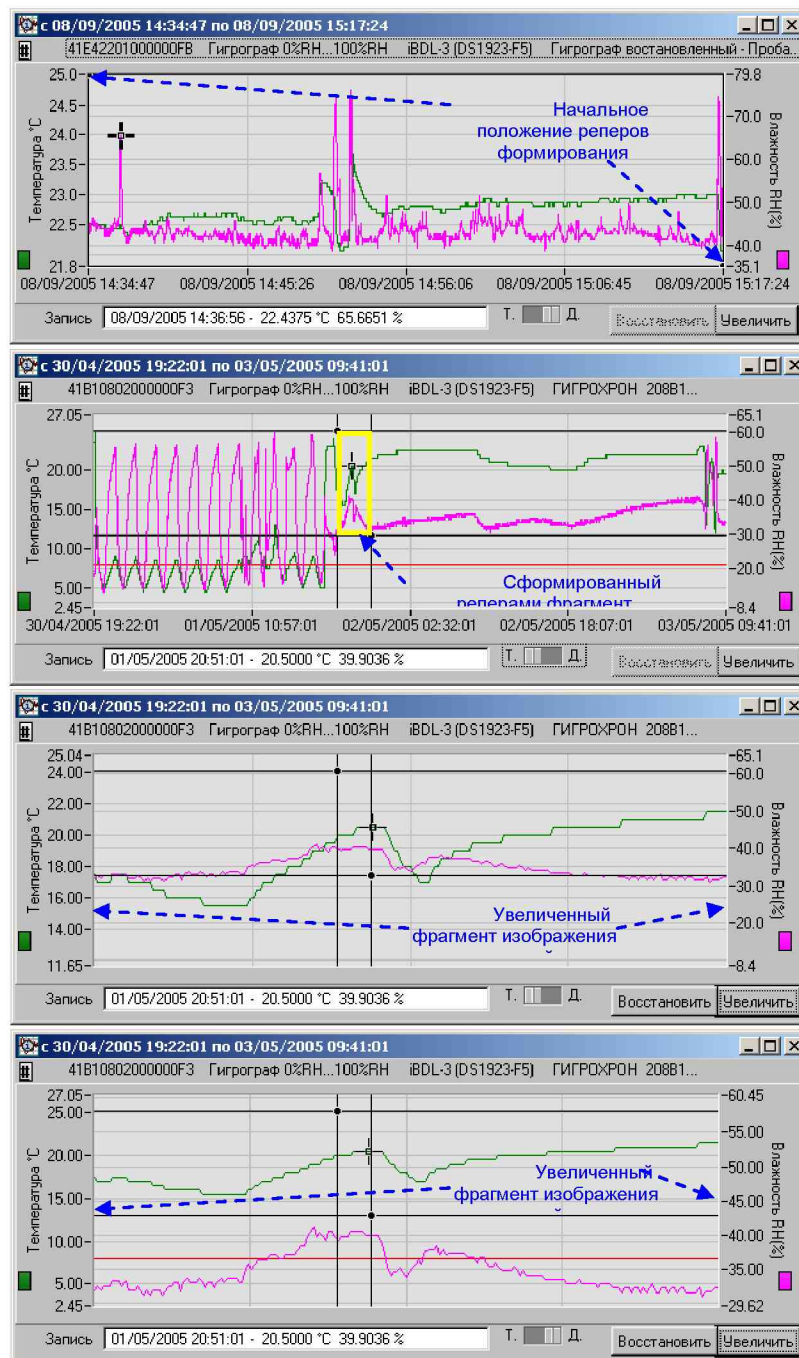 с 08/09/2005 14:34:47 по 08/09/2005 15:17:24
# 41E42201000000FB Гигрограф 0%RH...100%RH iBDL-3 (DS1923-F5) Гигрограф востановленный - Проба...
25.0
24.5
24.0
23.5
23.0
22.5
21.8
Температура °C
Начальное
положение реперов
формирования
79.8
70.0
60.0
50.0
40.0
35.1
Влажность RH(%)
08/09/2005 14:34:47 08/09/2005 14:45:26 08/09/2005 14:56:06 08/09/2005 15:06:45 08/09/2005 15:17:24
Запись 08/09/2005 14:36:56 - 22.4375 °C 65.6651 % Т. Д. Восстановить Увеличить
с 30/04/2005 19:22:01 по 03/05/2005 09:41:01
# 41B10802000000F3 Гигрограф 0%RH...100%RH iBDL-3 (DS1923-F5) ГИГРОХРОН 208B1...
27.05
20.00
15.00
10.00
5.00
2.45
Температура °C
Сформированный
реперами фрагмент
65.1
60.0
50.0
40.0
30.0
20.0
8.4
Влажность RH(%)
30/04/2005 19:22:01 01/05/2005 10:57:01 02/05/2005 02:32:01 02/05/2005 18:07:01 03/05/2005 09:41:01
Запись 01/05/2005 20:51:01 - 20.5000 °C 39.9036 % Т. Д. Восстановить Увеличить
с 30/04/2005 19:22:01 по 03/05/2005 09:41:01
# 41B10802000000F3 Гигрограф 0%RH...100%RH iBDL-3 (DS1923-F5) ГИГРОХРОН 208B1...
25.04
24.00
20.00
18.00
16.00
14.00
11.65
Температура °C
Увеличенный
фрагмент изображения
65.1
60.0
50.0
40.0
30.0
20.0
8.4
Влажность RH(%)
Запись 01/05/2005 20:51:01 - 20.5000 °C 39.9036 % Т. Д. Восстановить Увеличить
с 30/04/2005 19:22:01 по 03/05/2005 09:41:01
# 41B10802000000F3 Гигрограф 0%RH...100%RH iBDL-3 (DS1923-F5) ГИГРОХРОН 208B1...
27.05
25.00
20.00
15.00
10.00
5.00
2.45
Температура °C
Увеличенный
фрагмент изображения
60.45
55.00
50.00
45.00
40.00
35.00
29.62
Влажность RH(%)
Запись 01/05/2005 20:51:01 - 20.5000 °C 39.9036 % Т. Д. Восстановить Увеличить